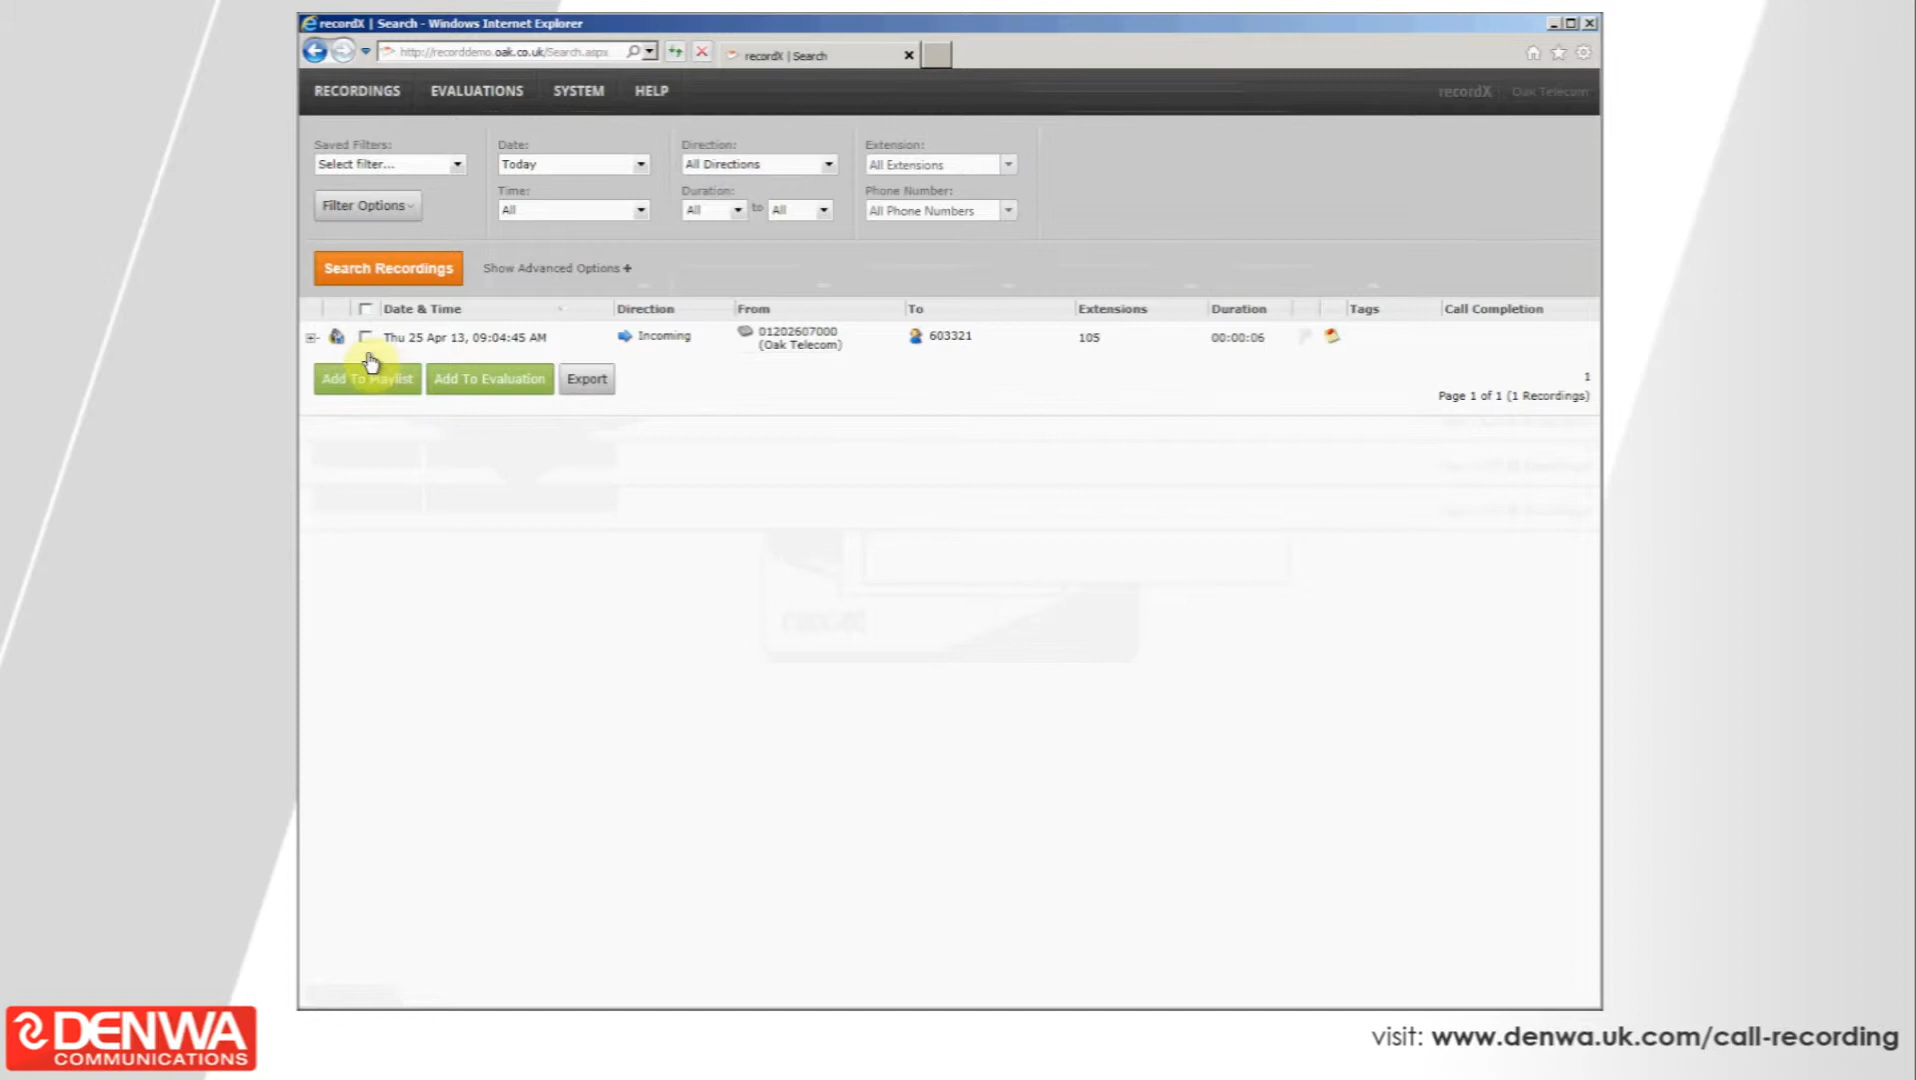 recordX | Search - Windows Internet Explorer
http://recorddemo.oak.co.uk/Search.aspx
recordX | Search
RECORDINGS EVALUATIONS SYSTEM HELP
recordX Oak Telecom
Saved Filters: Date: Direction: Extension:
Select filter... Today All Directions All Extensions
Time: Duration: Phone Number:
Filter Options All All to All All Phone Numbers
Search Recordings Show Advanced Options +
Date & Time Direction From To Extensions Duration Tags Call Completion
Thu 25 Apr 13, 09:04:45 AM Incoming 01202607000 603321 105 00:00:06
(Oak Telecom)
Add To Playlist Add To Evaluation Export
1
Page 1 of 1 (1 Recordings)
DENWA
COMMUNICATIONS
visit: www.denwa.uk.com/call-recording